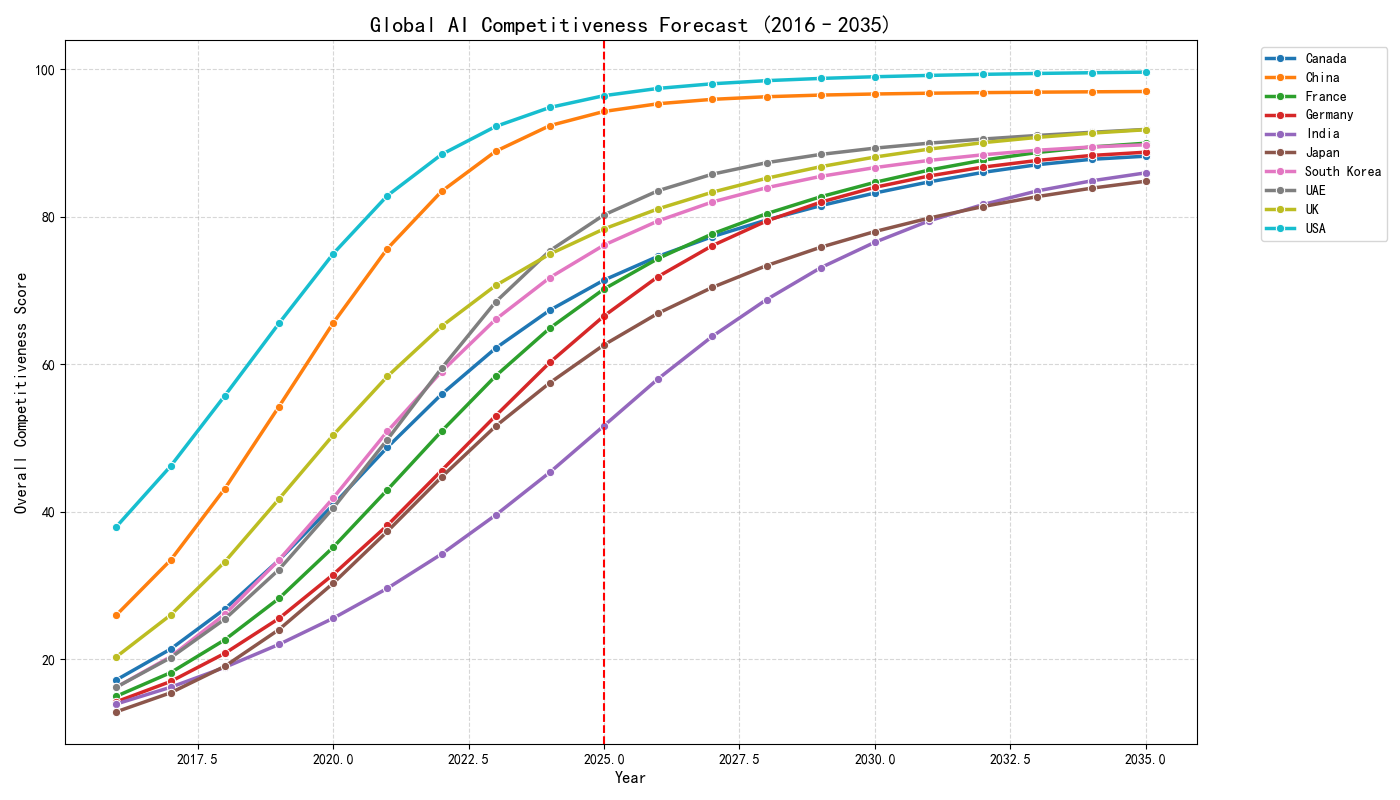 Global AI Competitiveness Forecast (2016–2035)
Overall Competitiveness Score
100
80
60
40
20
2017.5
2020.0
2022.5
2025.0
2027.5
2030.0
2032.5
2035.0
Year
Canada
China
France
Germany
India
Japan
South Korea
UAE
UK
USA